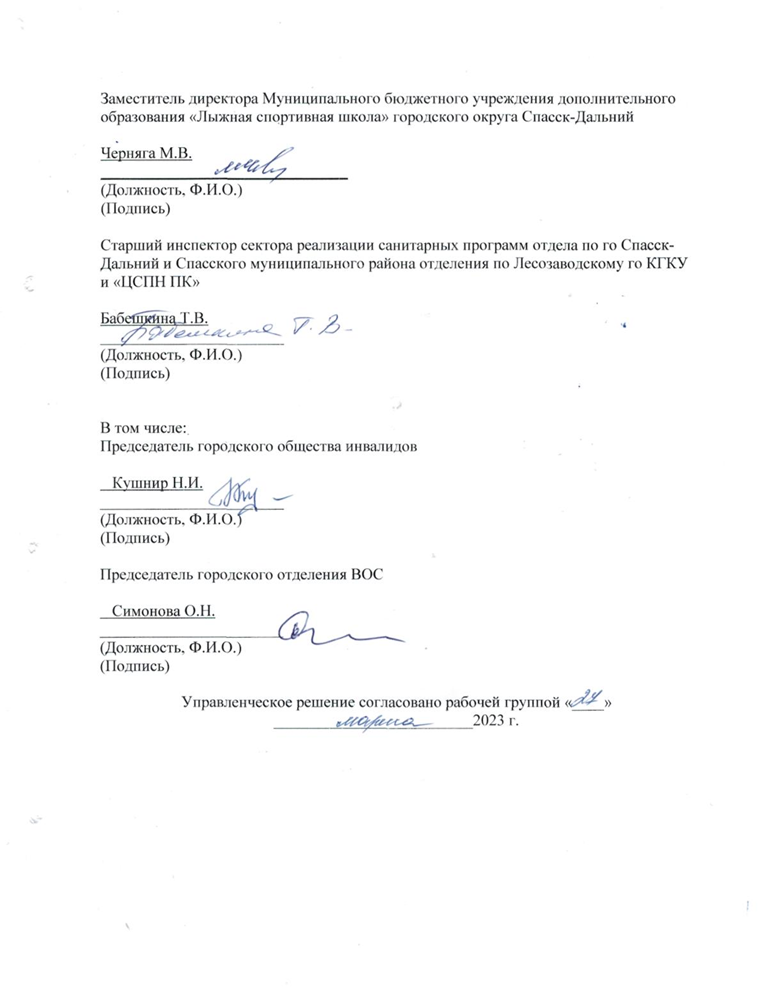 Заместитель директора Муниципального бюджетного учреждения дополнительного
образования «Лыжная спортивная школа» городского округа Спасск-Дальний
Черняга М.В.
(Должность, Ф.И.О.)
(Подпись)
Старший инспектор сектора реализации санитарных программ отдела по го Спасск-
Дальний и Спасского муниципального района отделения по Лесозаводскому го КГКУ
и «ЦСПН ПК»
Бабешкина Т.В.
Бабешкина Т. В.
(Должность, Ф.И.О.)
(Подпись)
В том числе:
Председатель городского общества инвалидов
Кушнир Н.И.
(Должность, Ф.И.О.)
(Подпись)
Председатель городского отделения ВОС
Симонова О.Н.
(Должность, Ф.И.О.)
(Подпись)
Управленческое решение согласовано рабочей группой «27»
марта 2023 г.